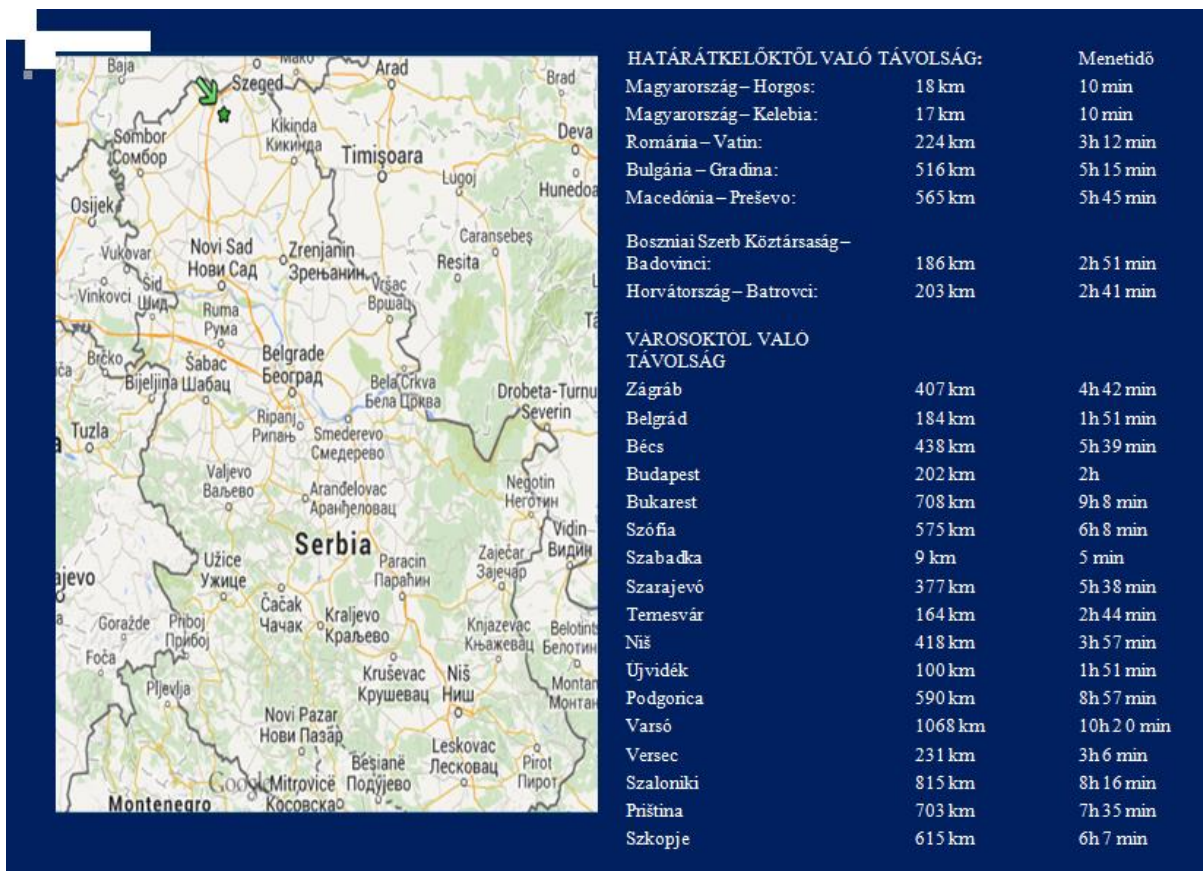 Baja
Mako
Arad
Brad
Szeged
Deva
Kikinda
Кикинда
Sombor
Сомбор
Timișoara
Lugoj
Hunedoa
Osijek
Caransebeș
Novi Sad
Нови Сад
Zrenjanin
Зрењанин
Resita
Vukovar
Šid
Шид
Vinkovci
Vršac
Вршац
Ruma
Рума
Belgrade
Београд
Brčko
Šabac
Шабац
Bijeljina
Bela Crkva
Бела Црква
Drobeta-Turnu
Severin
Ripanj
Рипањ
Smederevo
Смедерево
Tuzla
Valjevo
Ваљево
Aranđelovac
Аранђеловац
Negotin
Неготин
Vidin
Видин
Serbia
Užice
Ужице
Paracin
Параћин
Zaječar
Зајечар
ajevo
Čačak
Чачак
Kraljevo
Краљево
Goražde
Priboj
Прибој
Knjazevac
Књажевац
Belotints
Белотин
Foča
Kruševac
Крушевац
Niš
Ниш
Montan
Монтан
Pljevlja
Novi Pazar
Нови Пазар
Leskovac
Лесковац
Pirot
Пирот
Besianë
Подујево
Google
Mitrovicë
Косовска
Montenegro
HATÁRÁTKELŐKTŐL VALÓ TÁVOLSÁG: Menetidő
Magyarország – Horgos: 18 km 10 min
Magyarország – Kelebia: 17 km 10 min
Románia – Vatin: 224 km 3h 12 min
Bulgária – Gradina: 516 km 5h 15 min
Macedónia – Preševo: 565 km 5h 45 min
Boszniai Szerb Köztársaság –
Badovinci: 186 km 2h 51 min
Horvátország – Batrovci: 203 km 2h 41 min
VÁROSOKTÓL VALÓ
TÁVOLSÁG
Zágráb 407 km 4h 42 min
Belgrád 184 km 1h 51 min
Bécs 438 km 5h 39 min
Budapest 202 km 2h
Bukarest 708 km 9h 8 min
Szófia 575 km 6h 8 min
Szabadka 9 km 5 min
Szarajevó 377 km 5h 38 min
Temesvár 164 km 2h 44 min
Niš 418 km 3h 57 min
Újvidék 100 km 1h 51 min
Podgorica 590 km 8h 57 min
Varsó 1068 km 10h 2 0 min
Versec 231 km 3h 6 min
Szaloniki 815 km 8h 16 min
Priština 703 km 7h 35 min
Szkopje 615 km 6h 7 min